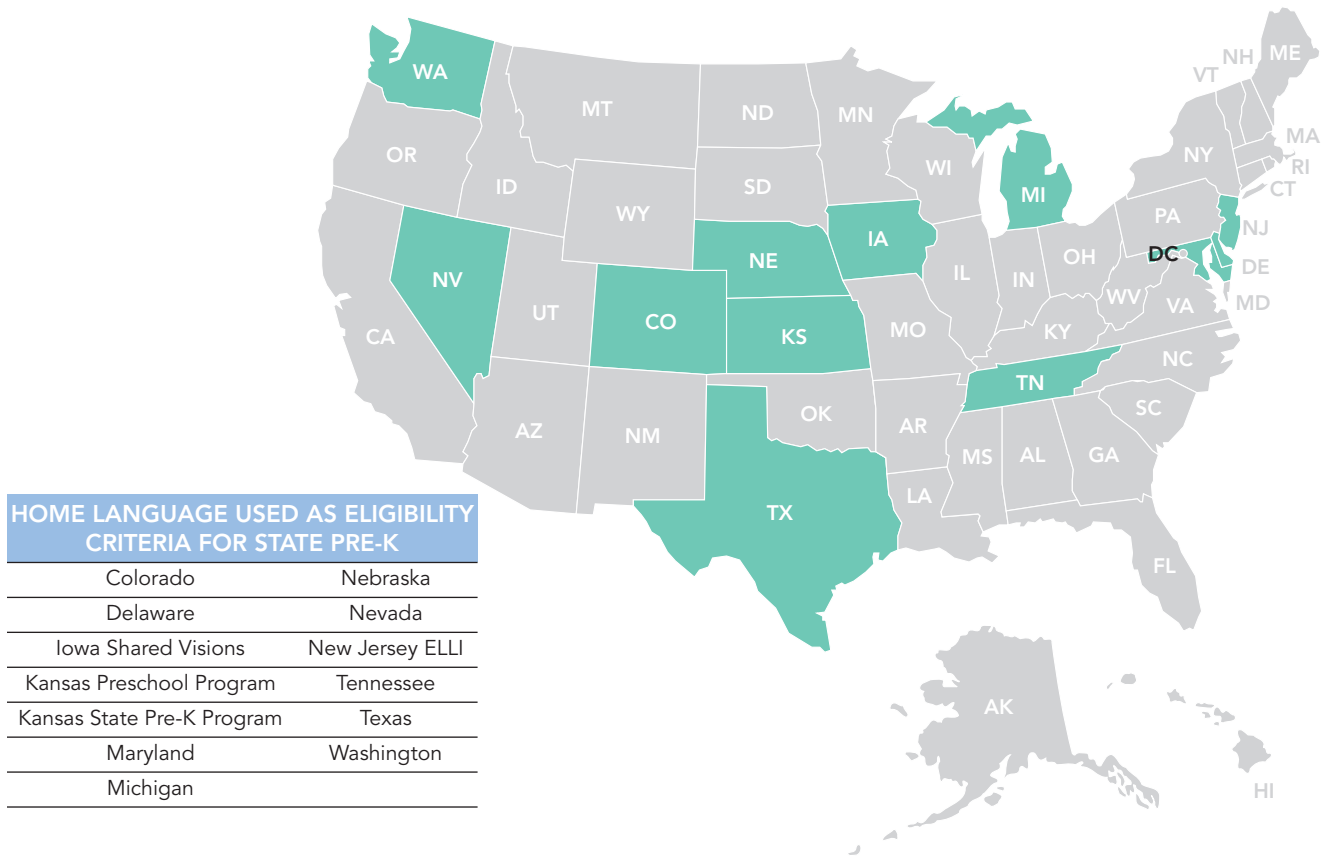 WA
MT
ND
MN
VT
NH
ME
OR
ID
SD
WI
NY
MA
RI
CT
WY
MI
PA
NJ
NV
NE
IA
OH
DC
DE
UT
CO
KS
IL
IN
WV
VA
MD
CA
MO
KY
NC
TN
AZ
NM
OK
AR
SC
MS
AL
GA
LA
TX
FL
AK
HI
HOME LANGUAGE USED AS ELIGIBILITY
CRITERIA FOR STATE PRE-K
Colorado Nebraska
Delaware Nevada
Iowa Shared Visions New Jersey ELLI
Kansas Preschool Program Tennessee
Kansas State Pre-K Program Texas
Maryland Washington
Michigan